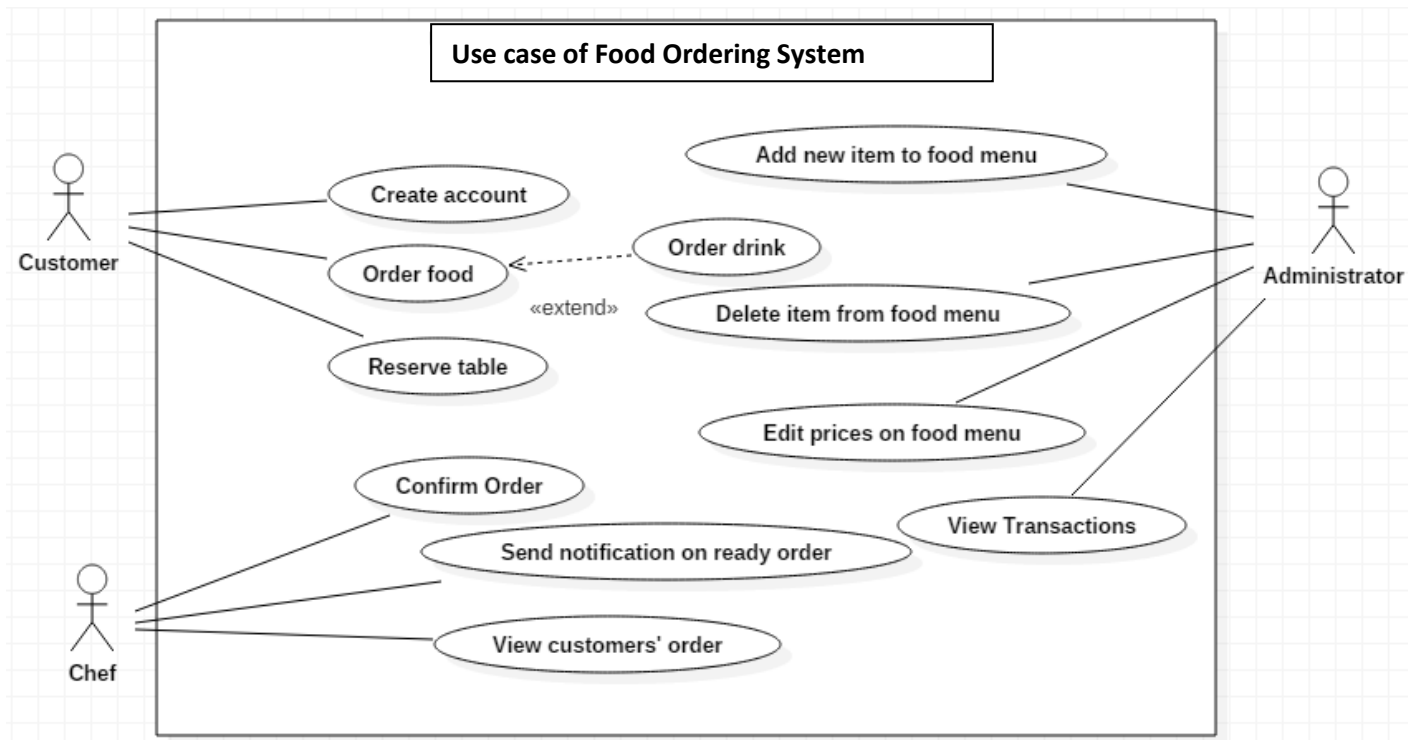 Use case of Food Ordering System
Add new item to food menu
Create account
Customer
Order food
Order drink
«extend»
Delete item from food menu
Administrator
Reserve table
Edit prices on food menu
Confirm Order
View Transactions
Send notification on ready order
View customers' order
Chef